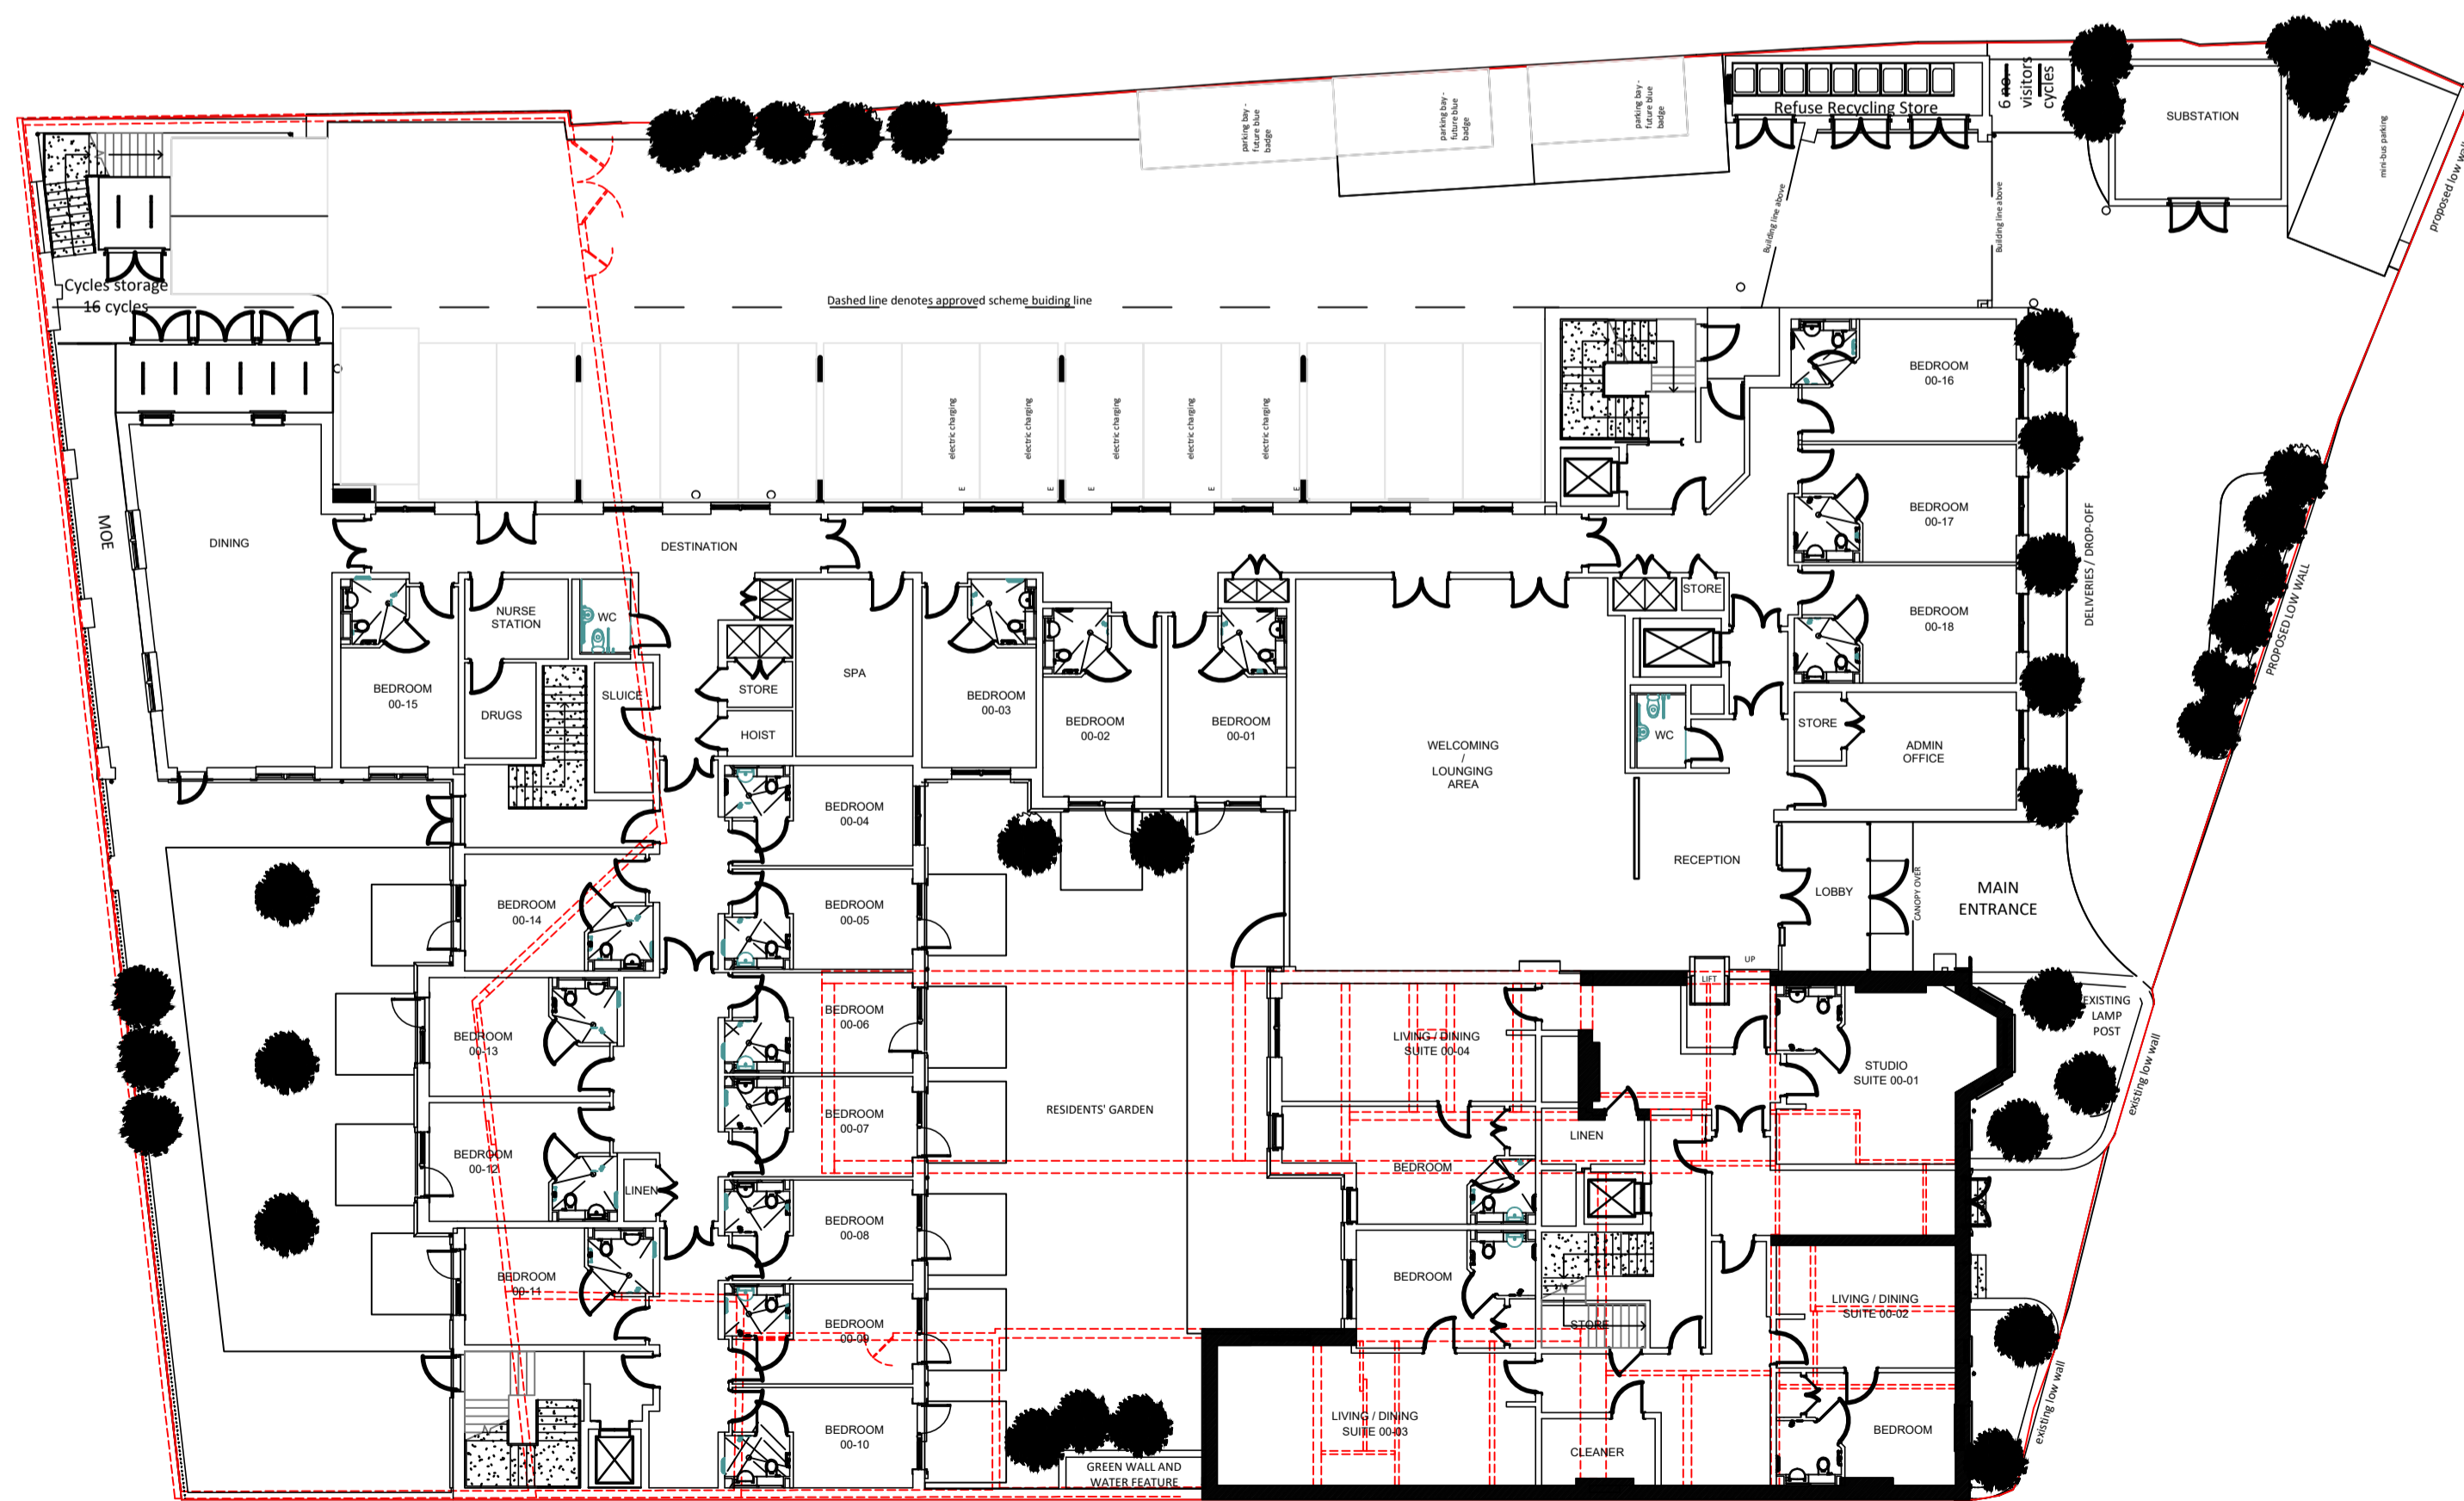 parking bay -
future blue
badge
parking bay -
future blue
badge
parking bay -
future blue
badge
Refuse Recycling Store
6 no.
visitors
cycles
SUBSTATION
mini-bus parking
proposed low wall
Building line above
Building line above
Cycles storage
16 cycles
Dashed line denotes approved scheme buiding line
electric charging
electric charging
electric charging
electric charging
electric charging
E
E
E
E
E
BEDROOM
00-16
BEDROOM
00-17
BEDROOM
00-18
DELIVERIES / DROP-OFF
PROPOSED LOW WALL
MOE
DINING
DESTINATION
NURSE
STATION
WC
STORE
BEDROOM
00-15
DRUGS
SLUICE
STORE
HOIST
SPA
BEDROOM
00-03
BEDROOM
00-02
BEDROOM
00-01
WELCOMING
/
LOUNGING
AREA
WC
STORE
ADMIN
OFFICE
BEDROOM
00-04
RECEPTION
LOBBY
CANOPY OVER
MAIN
ENTRANCE
BEDROOM
00-14
BEDROOM
00-05
UP
LIFT
EXISTING
LAMP
POST
existing low wall
BEDROOM
00-13
BEDROOM
00-06
LIVING / DINING
SUITE 00-04
STUDIO
SUITE 00-01
BEDROOM
00-07
RESIDENTS' GARDEN
LINEN
BEDROOM
00-12
LINEN
BEDROOM
BEDROOM
00-08
BEDROOM
00-11
BEDROOM
LIVING / DINING
SUITE 00-02
BEDROOM
00-09
STORE
existing low wall
BEDROOM
00-10
LIVING / DINING
SUITE 00-03
CLEANER
BEDROOM
GREEN WALL AND
WATER FEATURE